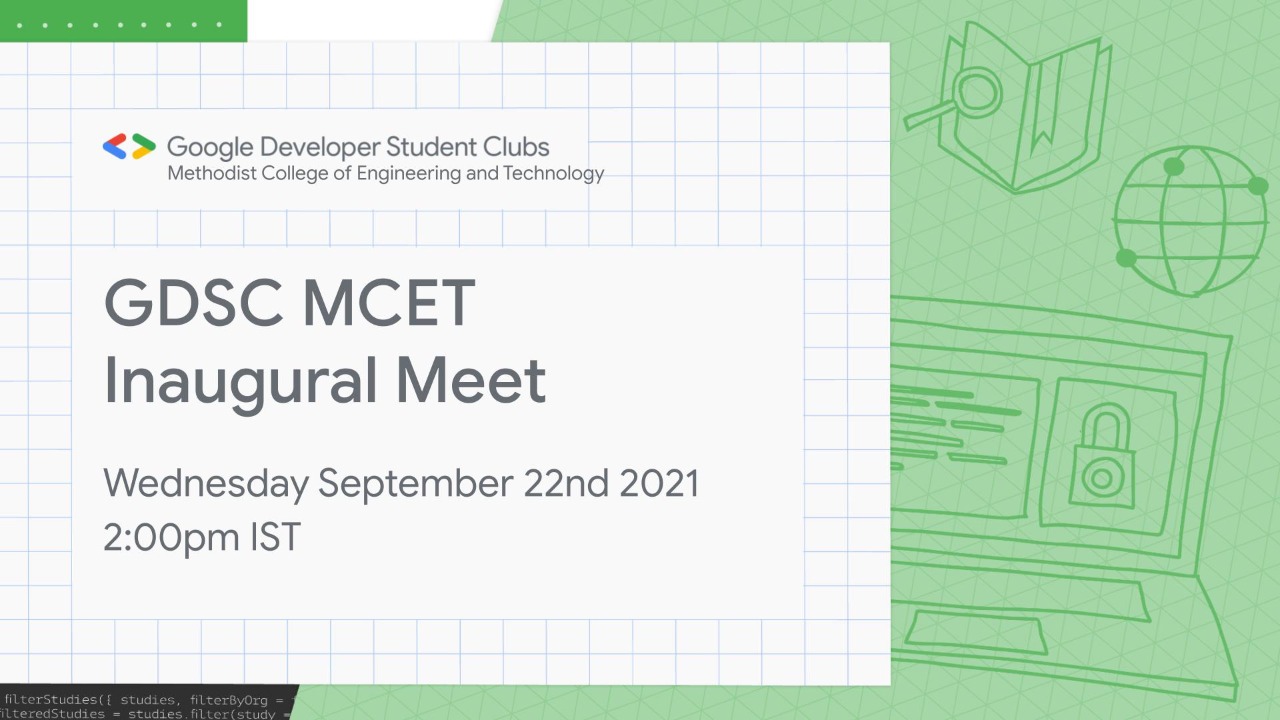 Google Developer Student Clubs
Methodist College of Engineering and Technology
GDSC MCET
Inaugural Meet
Wednesday September 22nd 2021
2:00pm IST
filterStudies({ studies, filterByOrg =
filteredStudies = studies.filter(study =